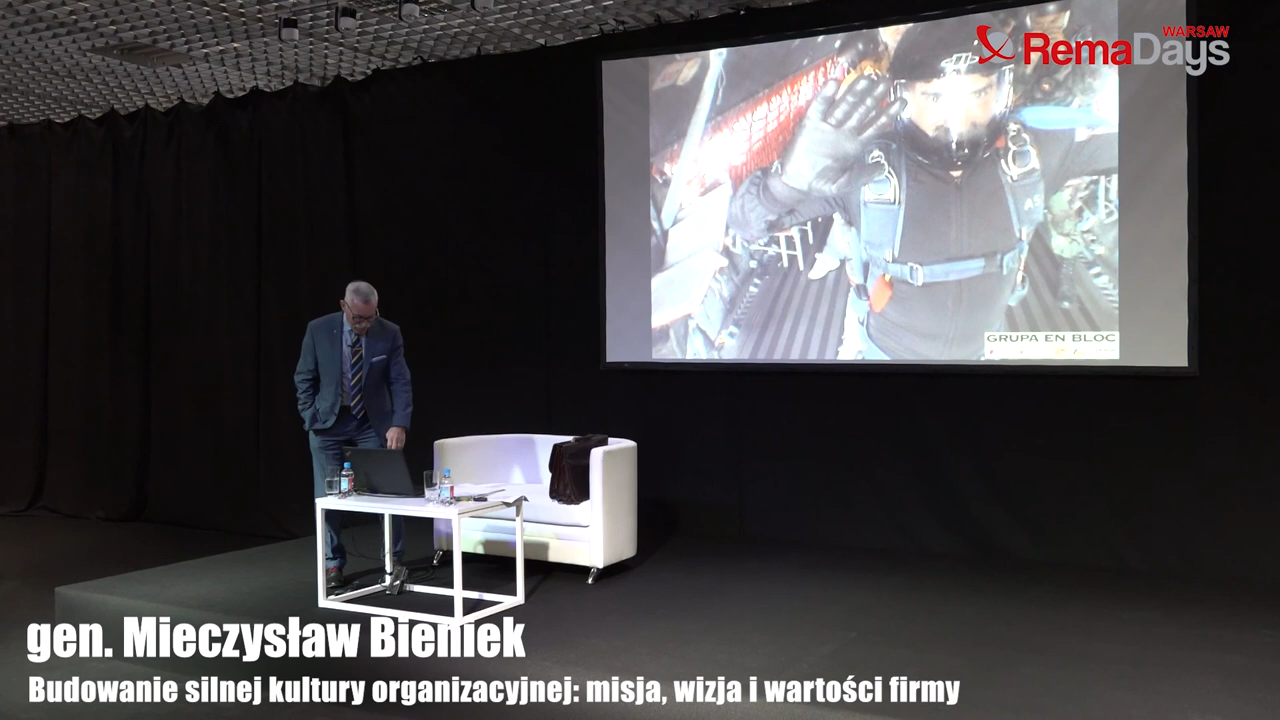 WARSAW
RemaDays
GRUPA EN BLOC
gen. Mieczysław Bieniek
Budowanie silnej kultury organizacyjnej: misja, wizja i wartości firmy